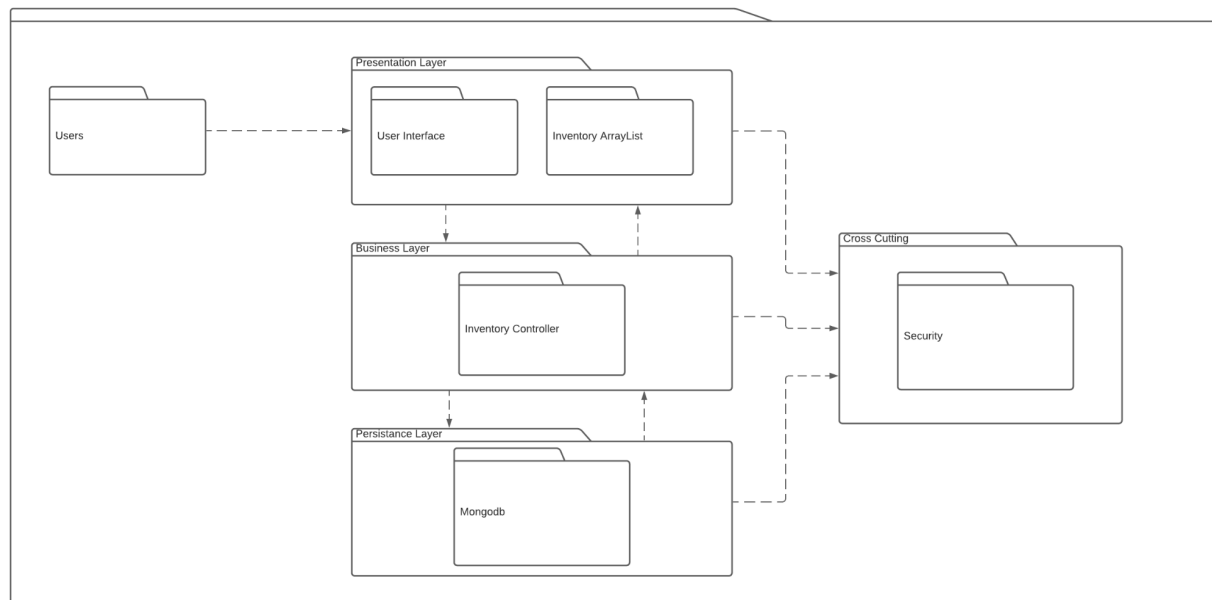 Presentation Layer
Users
User Interface
Inventory ArrayList
Business Layer
Cross Cutting
Inventory Controller
Security
Persistance Layer
Mongodb